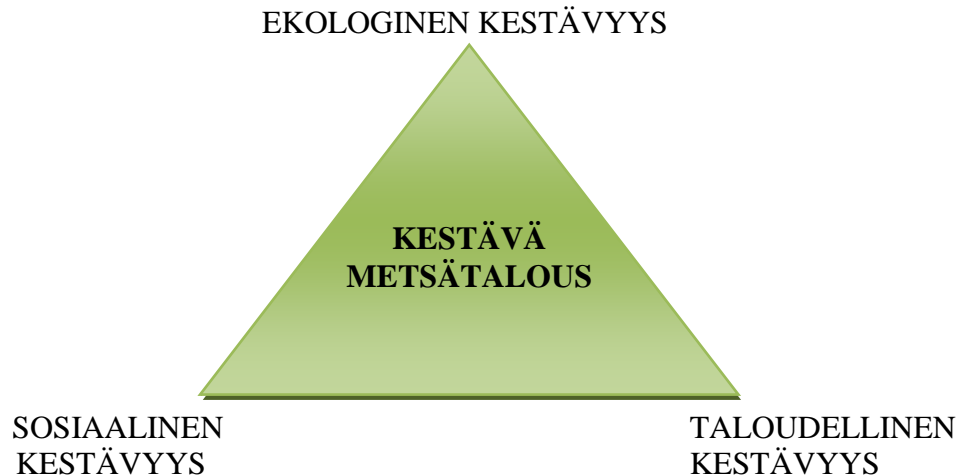 EKOLOGINEN KESTÄVYYS
KESTÄVÄ
METSÄTALOUS
SOSIAALINEN
KESTÄVYYS
TALOUDELLINEN
KESTÄVYYS